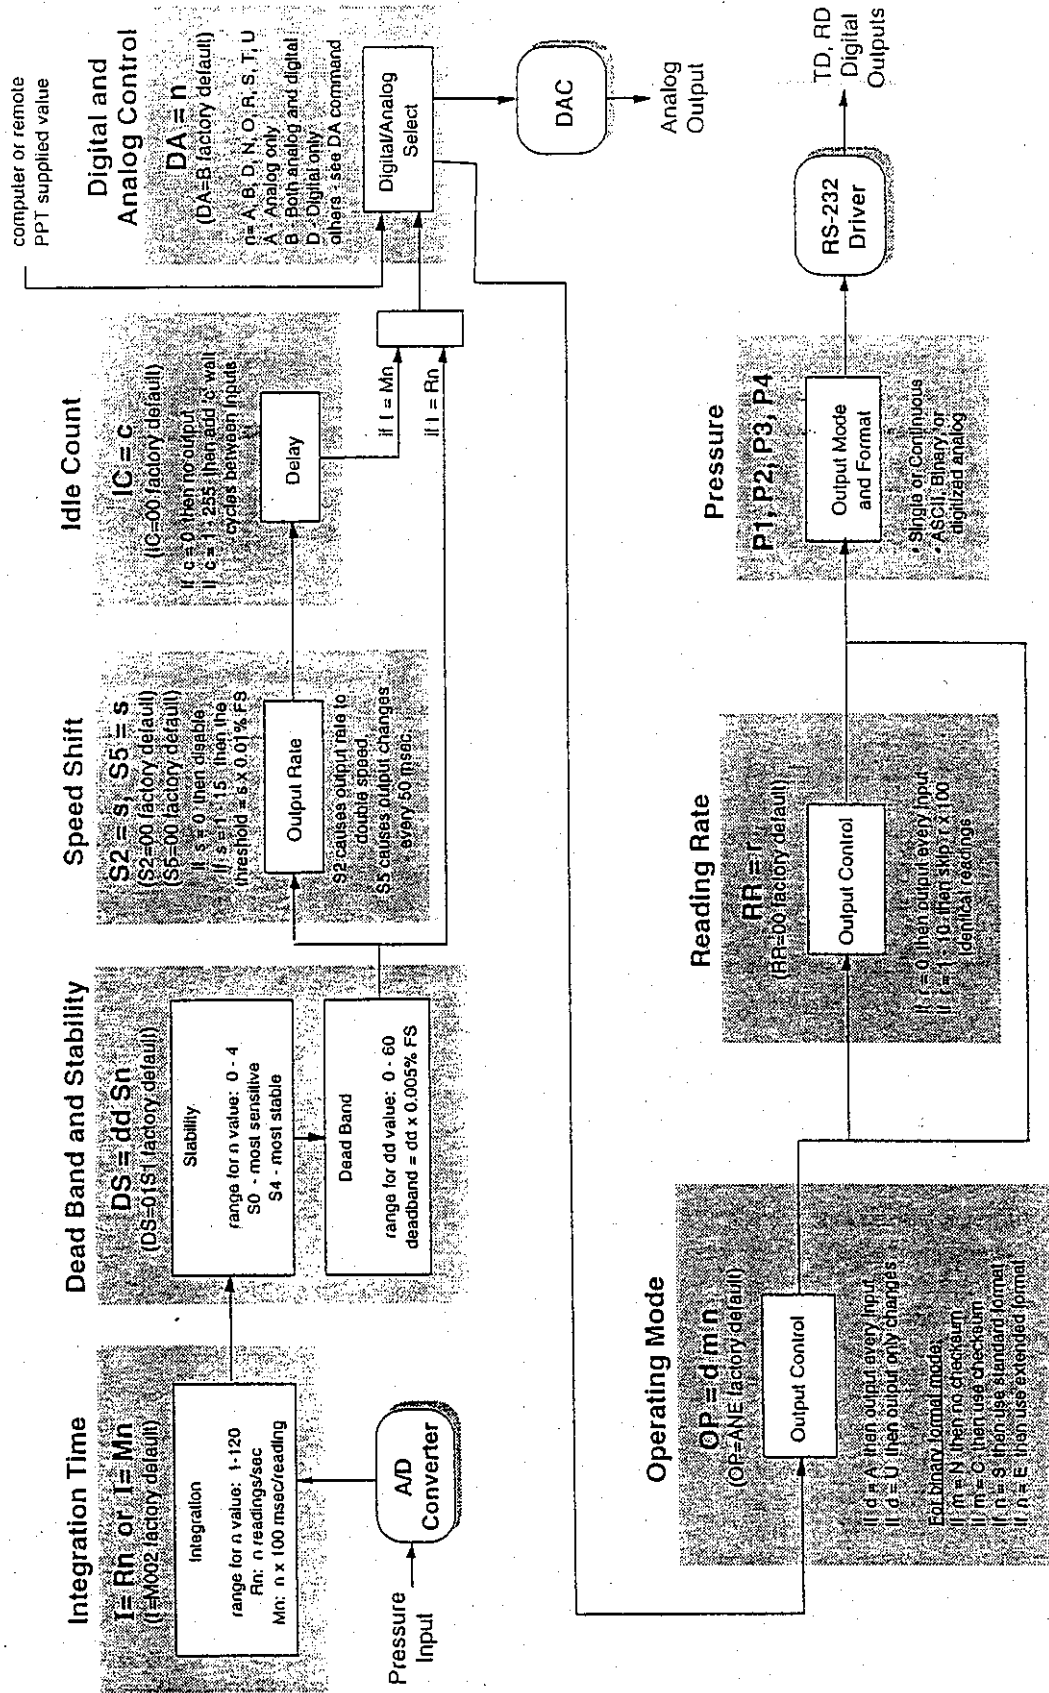 Integration Time
I= Rn or I= Mn
(I=M002 factory default)
Integration
range for n value: 1-120
Rn: n readings/sec
Mn: n x 100 msec/reading
A/D
Converter
Pressure
Input
Dead Band and Stability
DS = dd Sn
(DS=01S1 factory default)
Stability
range for n value: 0 - 4
S0 - most sensitive
S4 - most stable
Dead Band
range for dd value: 0 - 60
deadband = dd x 0.005% FS
Speed Shift
S2 = s, S5 = s
(S2=00 factory default)
(S5=00 factory default)
If s = 0 then disable
If s = 1 - 15 then the
threshold = s x 0.01% FS
Output Rate
S2 causes output rate to
double speed
S5 causes output changes
every 50 msec.
Idle Count
IC = c
(IC=00 factory default)
If c = 0 then no output
If c = 1 - 255 then add 'c' wait
cycles between inputs
Delay
if I = Mn
if I = Rn
computer or remote
PPT supplied value
Digital and
Analog Control
DA = n
(DA=B factory default)
n= A, B, D, N, O, R, S, T, U
A - Analog only
B - Both analog and digital
D - Digital only
others - see DA command
Digital/Analog
Select
DAC
Analog
Output
Operating Mode
OP = d m n
(OP=ANE factory default)
Output Control
If d = A then output every input
If d = U then output only changes
For binary format mode:
If m = N then no checksum
If m = C then use checksum
If n = S then use standard format
If n = E then use extended format
Reading Rate
RR = r
(RR=00 factory default)
Output Control
If r = 0 then output every input
If r = 1 - 10 then skip r x 100
identical readings
Pressure
P1, P2, P3, P4
Output Mode
and Format
• Single or Continuous
• ASCII, Binary or
digitized analog
RS-232
Driver
TD, RD
Digital
Outputs